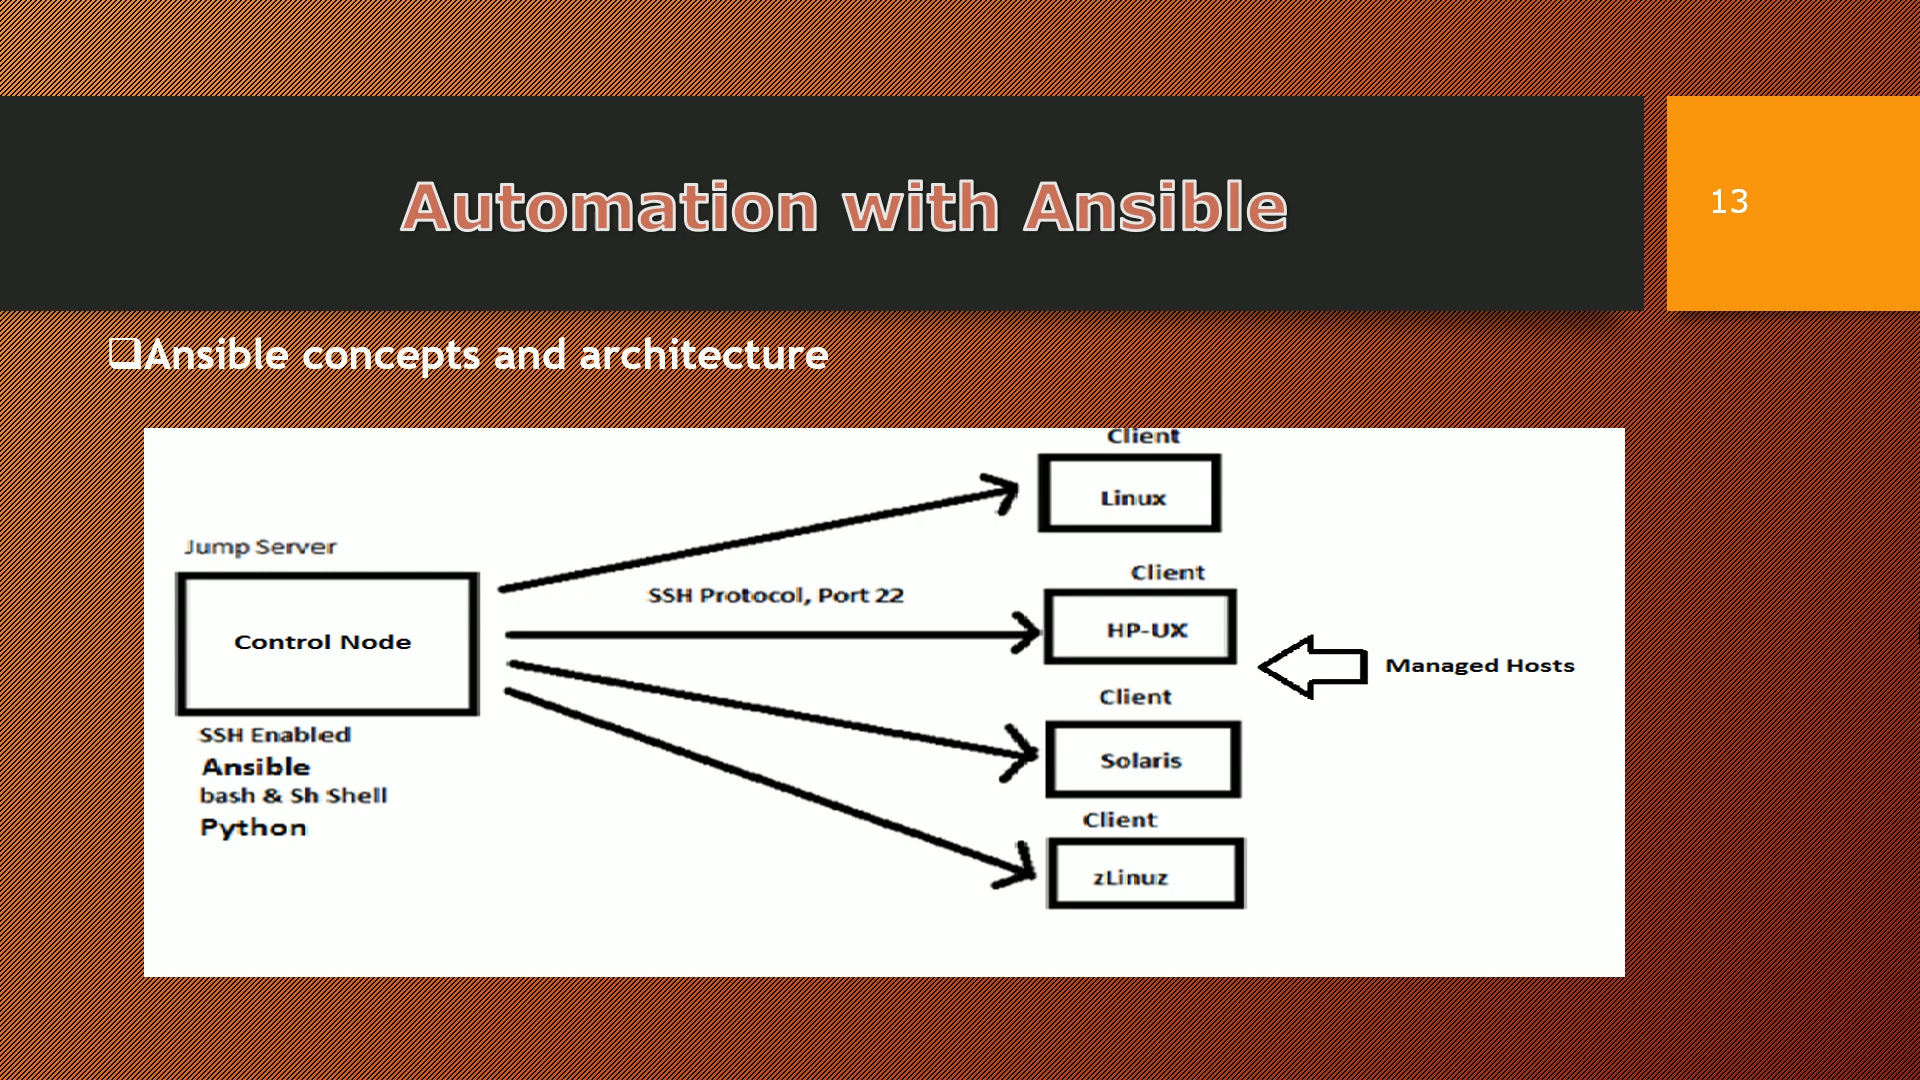 Automation with Ansible
13
❑Ansible concepts and architecture
Client
Linux
Jump Server
Control Node
SSH Protocol, Port 22
Client
HP-UX
Managed Hosts
Client
Solaris
Client
zLinuz
SSH Enabled
Ansible
bash & Sh Shell
Python